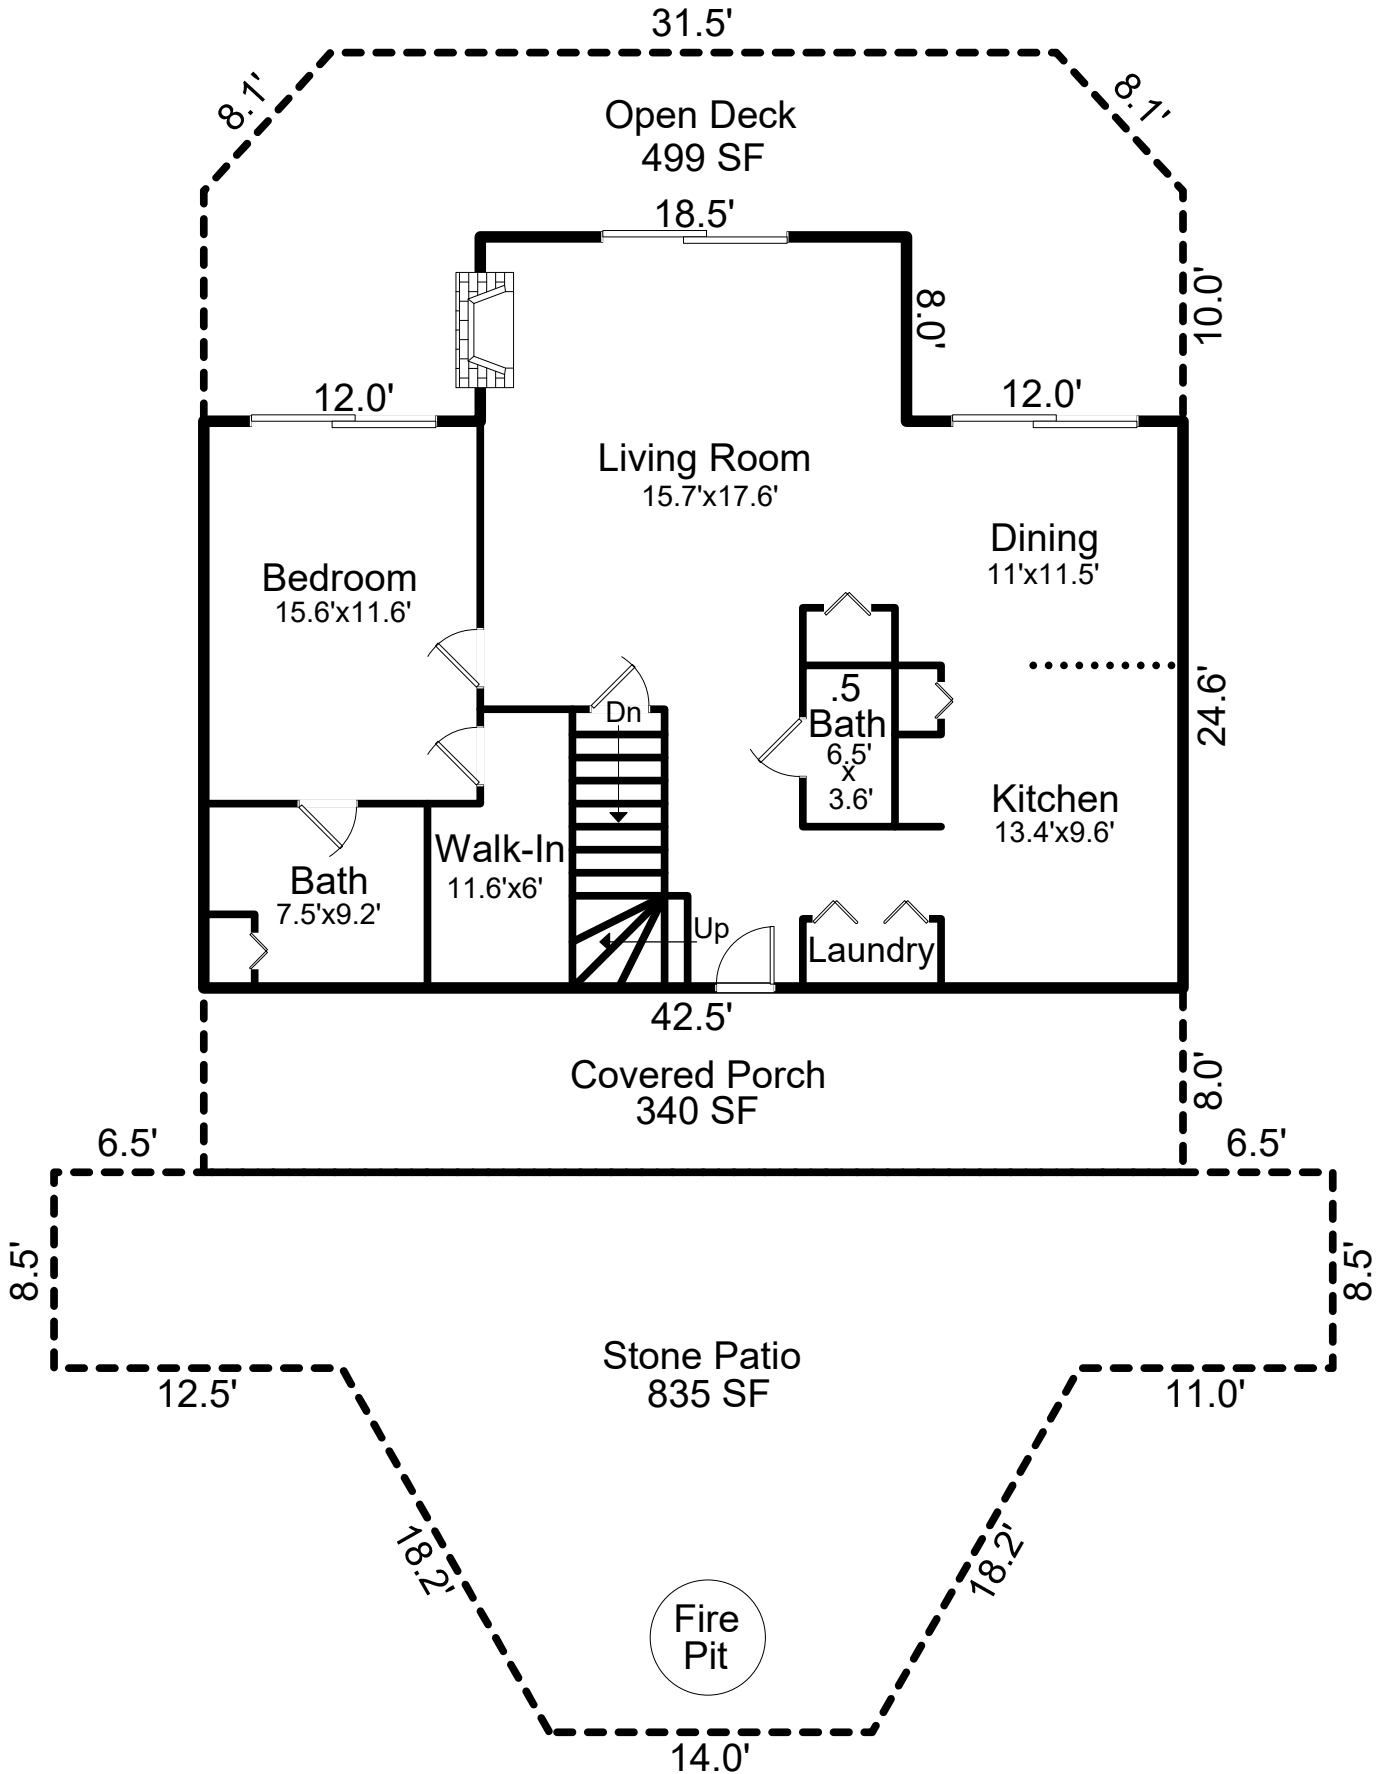 31.5'
8.1'
8.1'
Open Deck
499 SF
18.5'
10.0'
8.0'
12.0'
12.0'
Living Room
15.7'x17.6'
Dining
11'x11.5'
Bedroom
15.6'x11.6'
24.6'
.5
Bath
6.5'
x
3.6'
Dn
Kitchen
13.4'x9.6'
Walk-In
11.6'x6'
Bath
7.5'x9.2'
Up
Laundry
42.5'
Covered Porch
340 SF
8.0'
6.5'
6.5'
8.5'
8.5'
Stone Patio
835 SF
12.5'
11.0'
18.2'
18.2'
Fire
Pit
14.0'